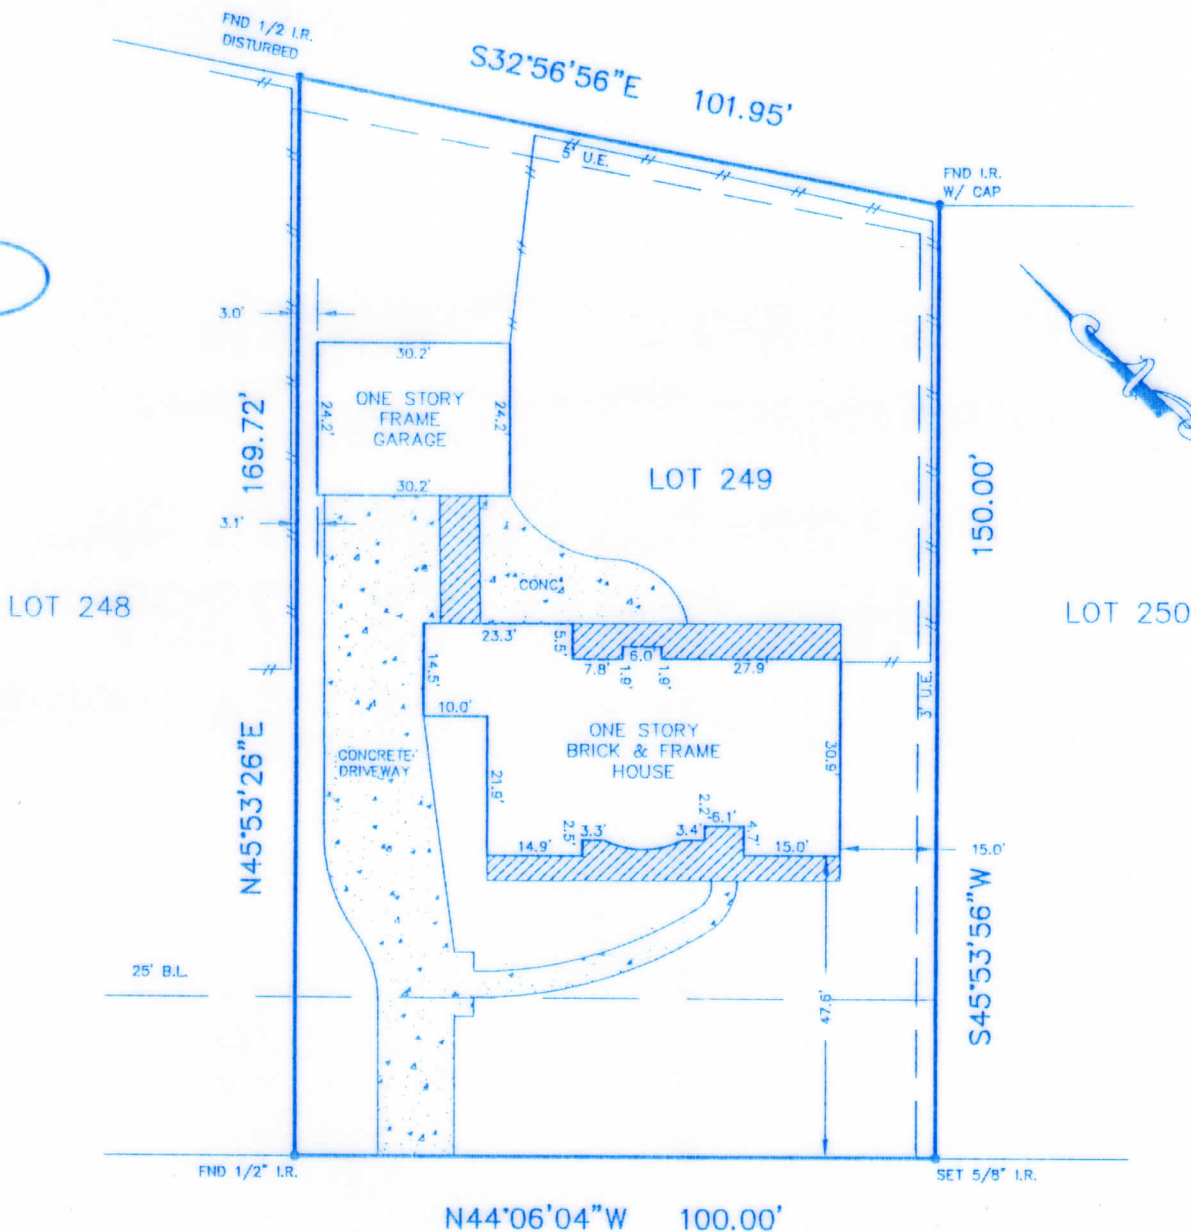 FND 1/2 I.R.
DISTURBED
S32°56'56"E 101.95'
5' U.E.
FND I.R.
W/ CAP
3.0'
30.2'
ONE STORY
FRAME
GARAGE
24.2'
24.2'
30.2'
169.72'
3.1'
LOT 249
150.00'
LOT 248
CONC.
LOT 250
23.3'
5.5'
7.8'
6.0'
1.9'
1.9'
27.9'
14.5'
10.0'
3' U.E.
ONE STORY
BRICK & FRAME
HOUSE
30.9'
CONCRETE
DRIVEWAY
21.9'
N45°53'26"E
14.9'
2.5'
3.3'
3.4'
2.2'
6.1'
4.7'
15.0'
15.0'
S45°53'56"W
25' B.L.
47.6'
FND 1/2" I.R.
SET 5/8" I.R.
N44°06'04"W 100.00'